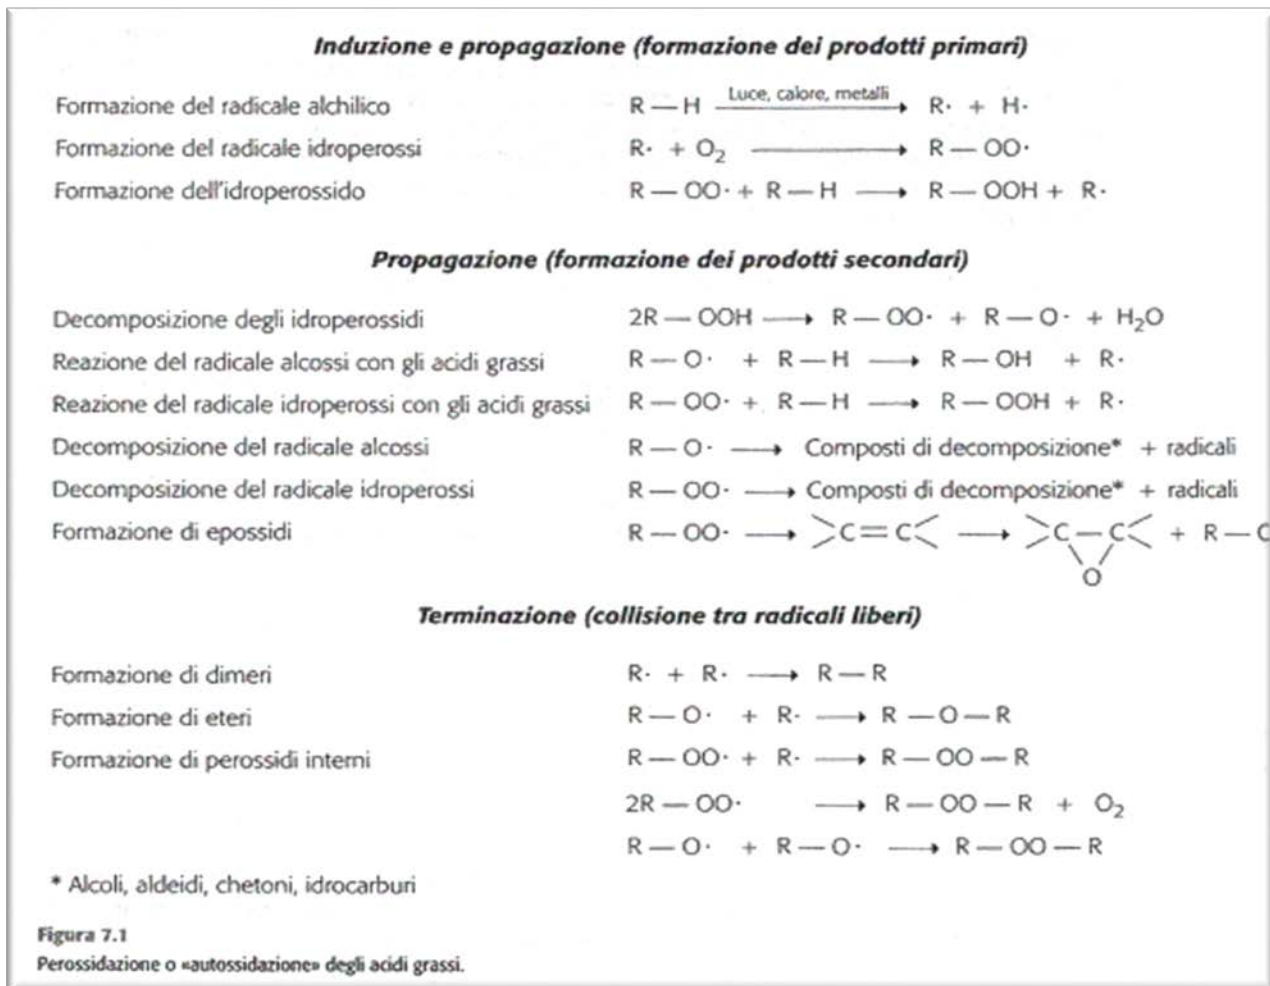 Induzione e propagazione (formazione dei prodotti primari)
Formazione del radicale alchilico R — H Luce, calore, metalli → R· + H·
Formazione del radicale idroperossi R· + O₂ → R — OO·
Formazione dell'idroperossido R — OO· + R — H → R — OOH + R·
Propagazione (formazione dei prodotti secondari)
Decomposizione degli idroperossidi 2R — OOH → R — OO· + R — O· + H₂O
Reazione del radicale alcossi con gli acidi grassi R — O· + R — H → R — OH + R·
Reazione del radicale idroperossi con gli acidi grassi R — OO· + R — H → R — OOH + R·
Decomposizione del radicale alcossi R — O· → Composti di decomposizione* + radicali
Decomposizione del radicale idroperossi R — OO· → Composti di decomposizione* + radicali
Formazione di epossidi R — OO· → >C=C< → >C—C< + R —
O
Terminazione (collisione tra radicali liberi)
Formazione di dimeri R· + R· → R — R
Formazione di eteri R — O· + R· → R — O — R
Formazione di perossidi interni R — OO· + R· → R — OO — R
2R — OO· → R — OO — R + O₂
R — O· + R — O· → R — OO — R
* Alcoli, aldeidi, chetoni, idrocarburi
Figura 7.1
Perossidazione o «autossidazione» degli acidi grassi.